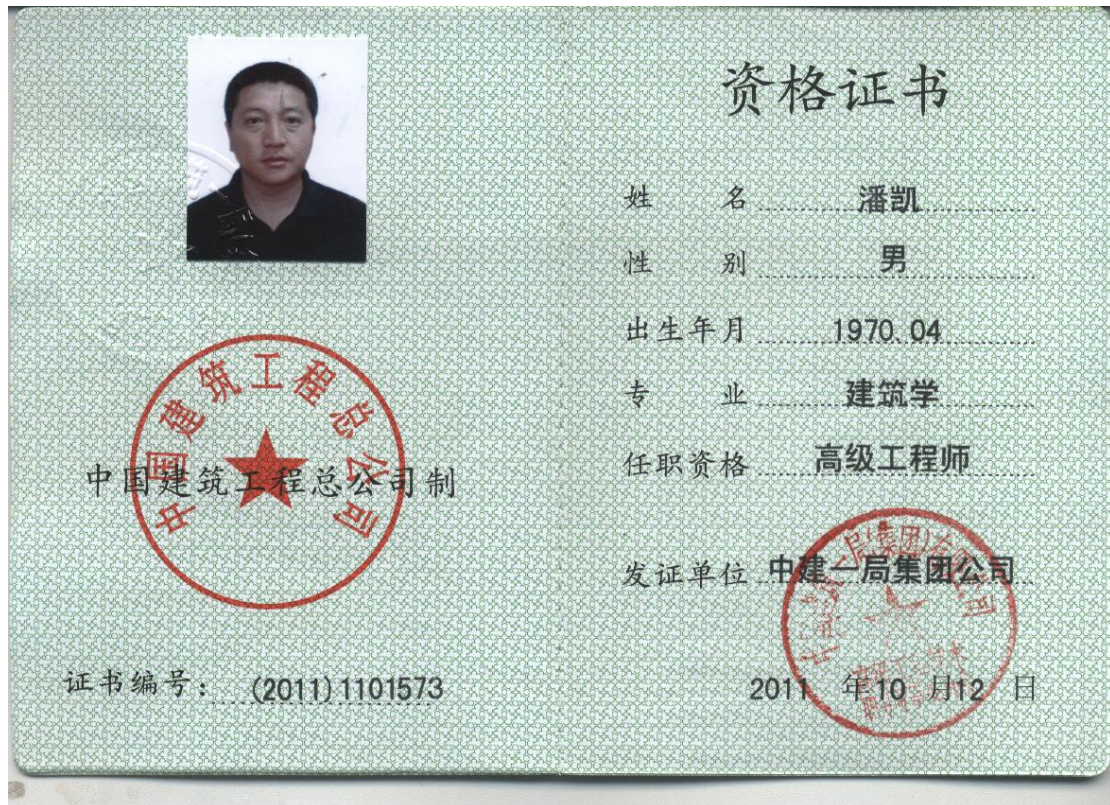 中国建筑工程总公司
中国建筑工程总公司制
证书编号：(2011)1101573
资格证书
姓名 潘凯
性别 男
出生年月 1970.04
专业 建筑学
任职资格 高级工程师
发证单位 中建一局集团公司
2011 年10 月12 日